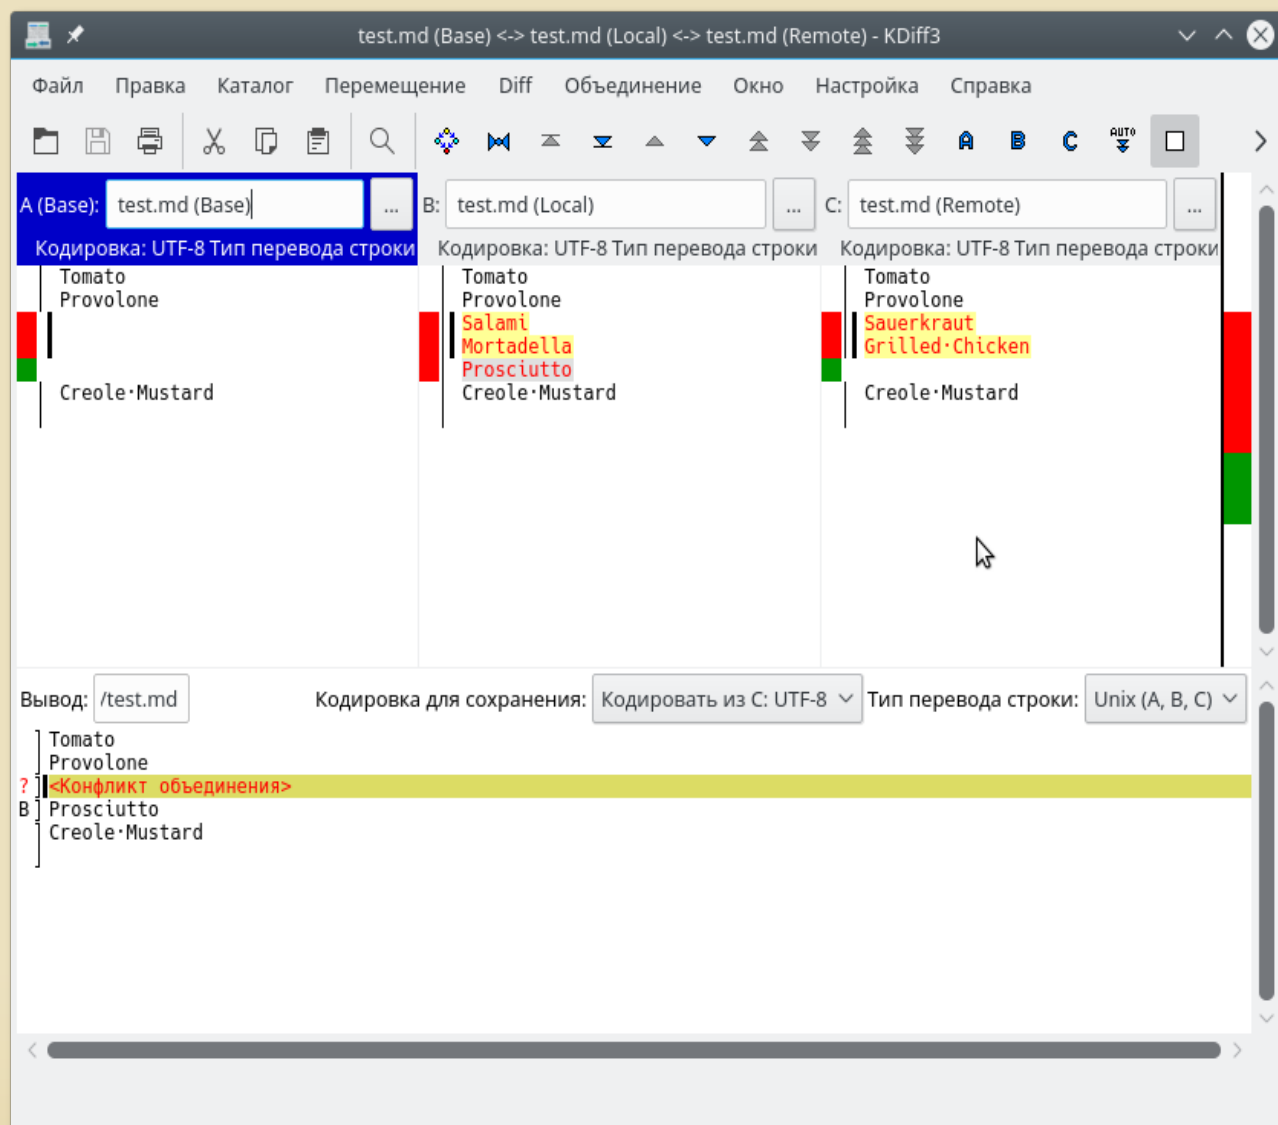 test.md (Base) <-> test.md (Local) <-> test.md (Remote) - KDiff3
Файл Правка Каталог Перемещение Diff Объединение Окно Настройка Справка
A B C AUTO
A (Base): test.md (Base) ... B: test.md (Local) ... C: test.md (Remote) ...
Кодировка: UTF-8 Тип перевода строки Кодировка: UTF-8 Тип перевода строки Кодировка: UTF-8 Тип перевода строки
Tomato
Provolone
Creole·Mustard
Tomato
Provolone
Salami
Mortadella
Prosciutto
Creole·Mustard
Tomato
Provolone
Sauerkraut
Grilled·Chicken
Creole·Mustard
Вывод: /test.md Кодировка для сохранения: Кодировать из C: UTF-8 Тип перевода строки: Unix (A, B, C)
Tomato
Provolone
? <Конфликт объединения>
B Prosciutto
Creole·Mustard